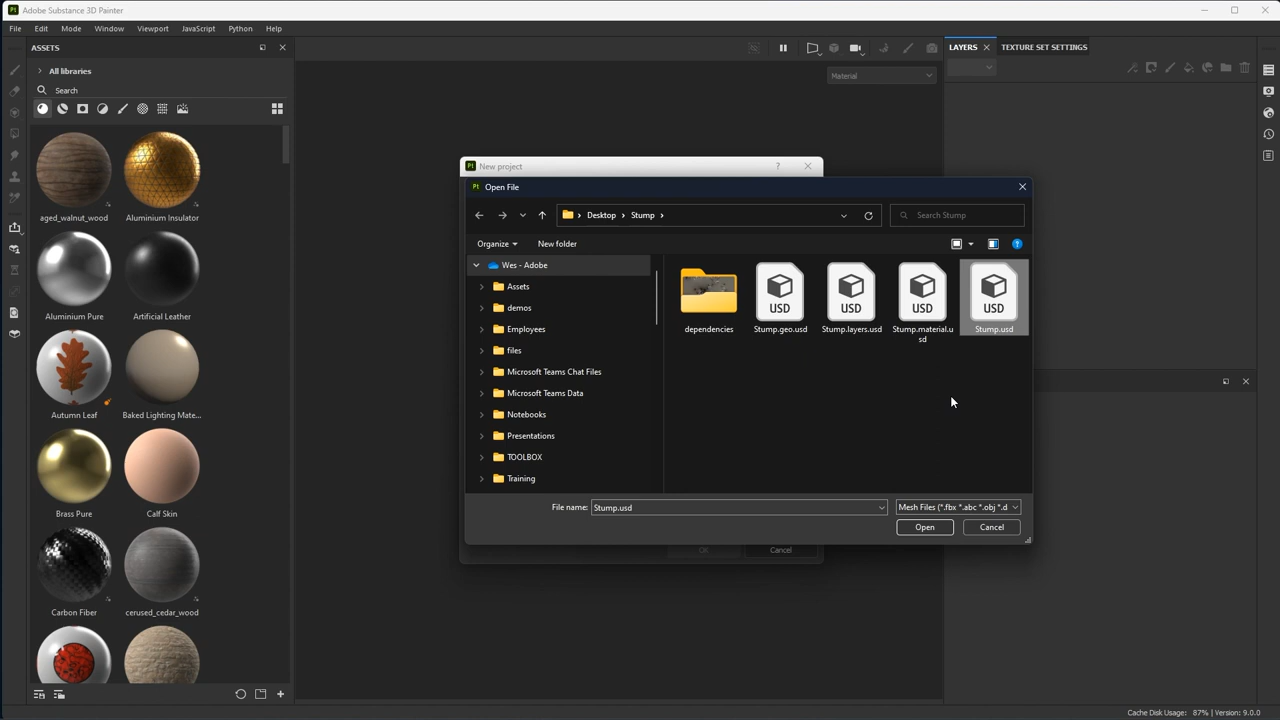 Pt Adobe Substance 3D Painter
File Edit Mode Window Viewport JavaScript Python Help
ASSETS
LAYERS
TEXTURE SET SETTINGS
All libraries
Search
Material
aged_walnut_wood
Aluminium Insulator
Aluminium Pure
Artificial Leather
Autumn Leaf
Baked Lighting Mate...
Brass Pure
Calf Skin
Carbon Fiber
cerused_cedar_wood
Pt New project
?
Pt Open File
Desktop
Stump
Search Stump
Organize
New folder
?
Wes - Adobe
Assets
demos
Employees
files
Microsoft Teams Chat Files
Microsoft Teams Data
Notebooks
Presentations
TOOLBOX
Training
dependencies
USD
Stump.geo.usd
USD
Stump.layers.usd
USD
Stump.material.u
sd
USD
Stump.usd
File name:
Stump.usd
Mesh Files (*.fbx *.abc *.obj *.d
Open
Cancel
OK
Cancel
Cache Disk Usage: 87% | Version: 9.0.0